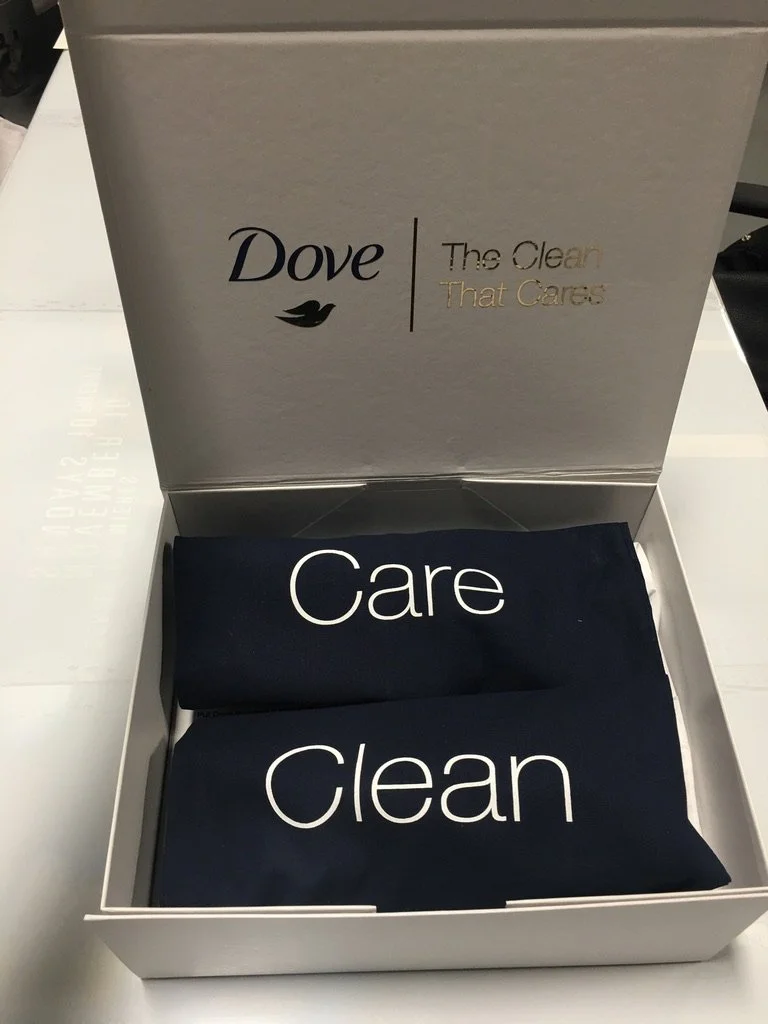 Dove
The Clean
That Cares
Care
Clean